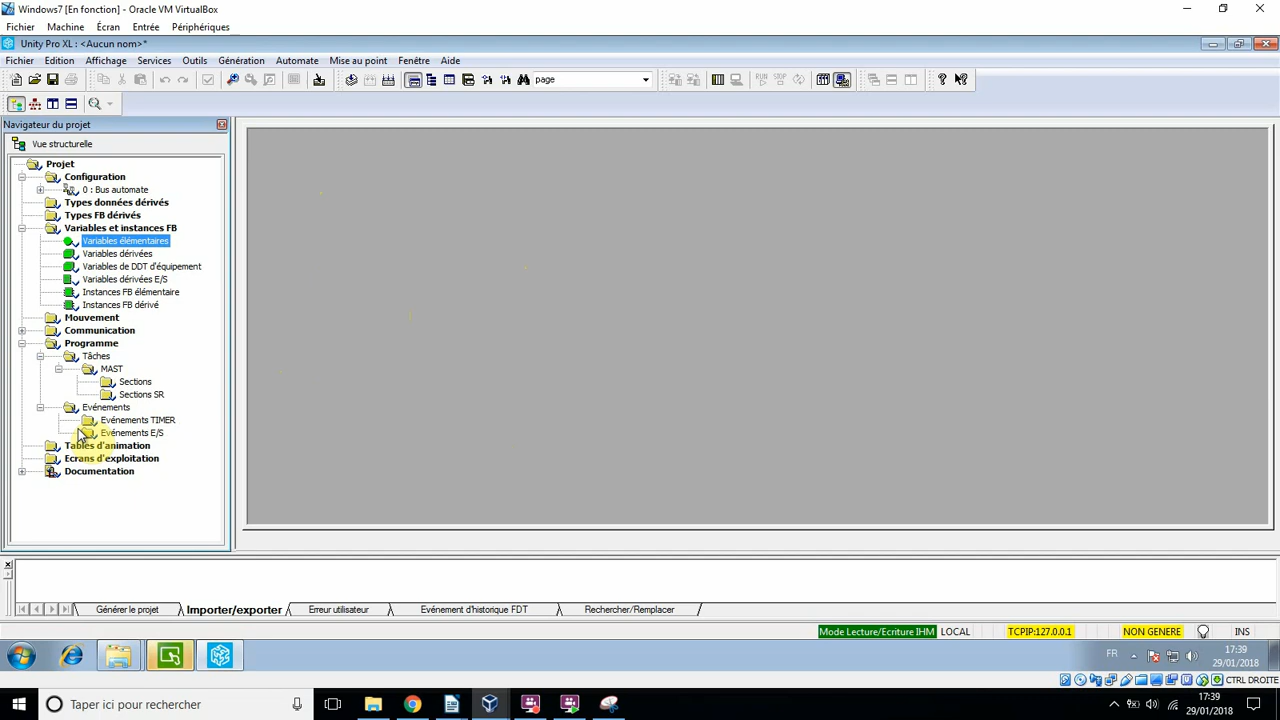 Windows7 [En fonction] - Oracle VM VirtualBox
Fichier Machine Écran Entrée Périphériques
Unity Pro XL : <Aucun nom>*
Fichier Edition Affichage Services Outils Génération Automate Mise au point Fenêtre Aide
page
RUN STOP
Navigateur du projet
Vue structurelle
Projet
Configuration
0 : Bus automate
Types données dérivés
Types FB dérivés
Variables et instances FB
Variables élémentaires
Variables dérivées
Variables de DDT d'équipement
Variables dérivées E/S
Instances FB élémentaire
Instances FB dérivé
Mouvement
Communication
Programme
Tâches
MAST
Sections
Sections SR
Evénements
Evénements TIMER
Evénements E/S
Tables d'animation
Ecrans d'exploitation
Documentation
Générer le projet Importer/exporter Erreur utilisateur Evénement d'historique FDT Rechercher/Remplacer
Mode Lecture/Ecriture IHM LOCAL TCPIP:127.0.0.1 NON GENERE INS
FR 17:39
29/01/2018
CTRL DROITE
Taper ici pour rechercher 17:39
29/01/2018